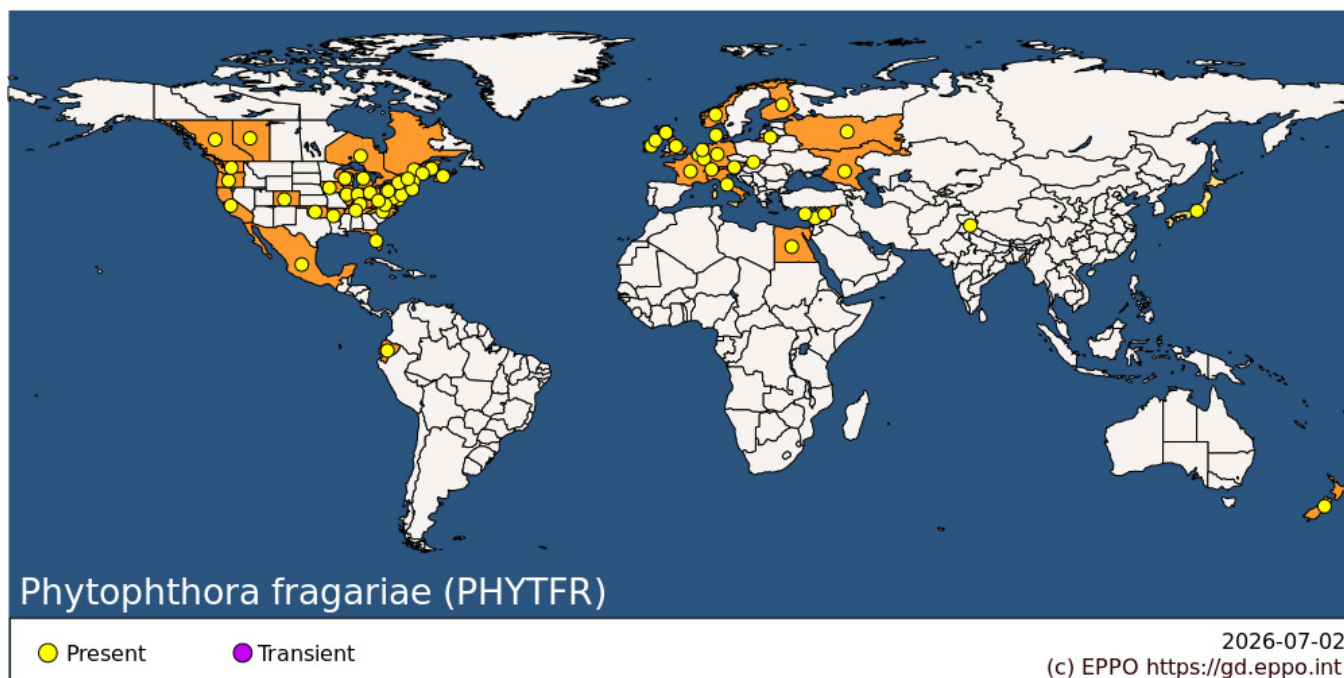 Phytophthora fragariae (PHYTFR)
Present
Transient
2026-07-02
(c) EPPO https://gd.eppo.int